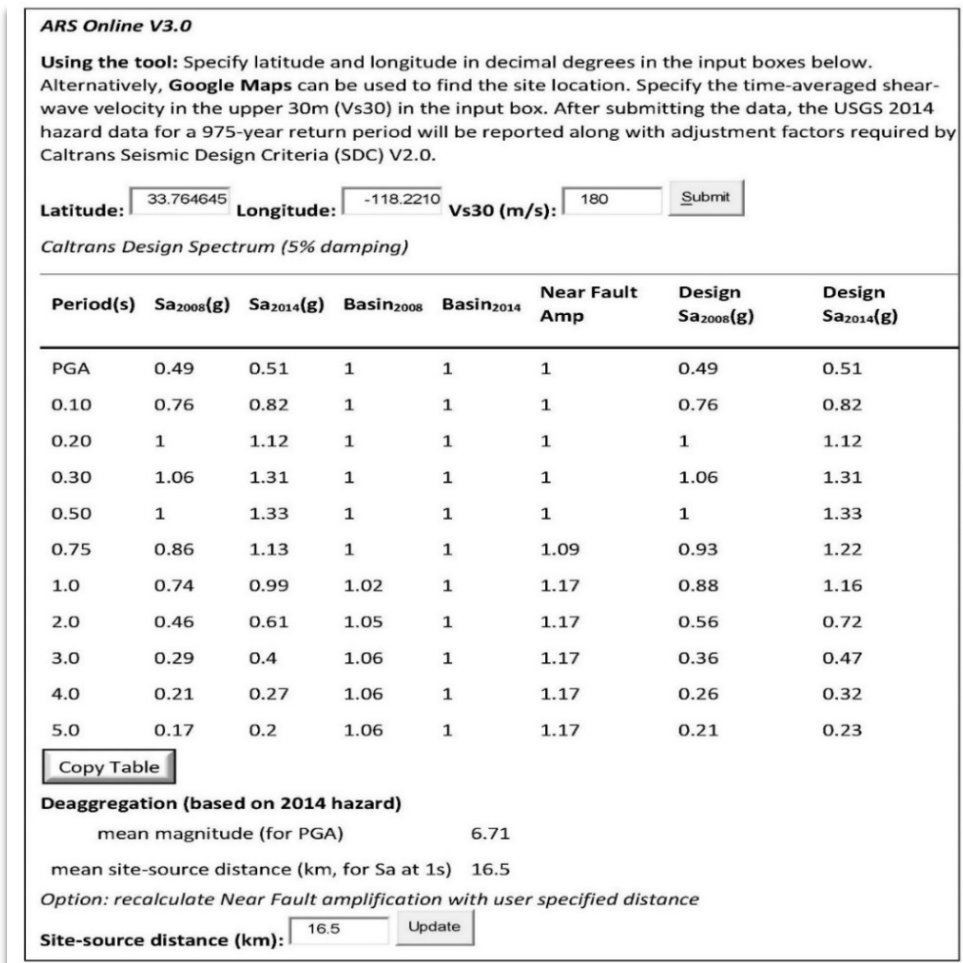 ARS Online V3.0
Using the tool: Specify latitude and longitude in decimal degrees in the input boxes below.
Alternatively, Google Maps can be used to find the site location. Specify the time-averaged shear-
wave velocity in the upper 30m (Vs30) in the input box. After submitting the data, the USGS 2014
hazard data for a 975-year return period will be reported along with adjustment factors required by
Caltrans Seismic Design Criteria (SDC) V2.0.
Latitude: 33.764645 Longitude: -118.2210 Vs30 (m/s): 180 Submit
Caltrans Design Spectrum (5% damping)
Period(s) Sa2008(g) Sa2014(g) Basin2008 Basin2014 Near Fault Amp Design Sa2008(g) Design Sa2014(g)
PGA 0.49 0.51 1 1 1 0.49 0.51
0.10 0.76 0.82 1 1 1 0.76 0.82
0.20 1 1.12 1 1 1 1 1.12
0.30 1.06 1.31 1 1 1 1.06 1.31
0.50 1 1.33 1 1 1 1 1.33
0.75 0.86 1.13 1 1 1.09 0.93 1.22
1.0 0.74 0.99 1.02 1 1.17 0.88 1.16
2.0 0.46 0.61 1.05 1 1.17 0.56 0.72
3.0 0.29 0.4 1.06 1 1.17 0.36 0.47
4.0 0.21 0.27 1.06 1 1.17 0.26 0.32
5.0 0.17 0.2 1.06 1 1.17 0.21 0.23
Copy Table
Deaggregation (based on 2014 hazard)
mean magnitude (for PGA) 6.71
mean site-source distance (km, for Sa at 1s) 16.5
Option: recalculate Near Fault amplification with user specified distance
Site-source distance (km): 16.5 Update